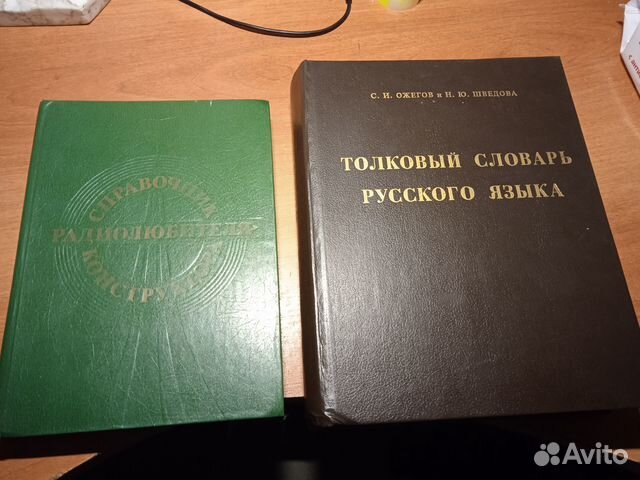 СПРАВОЧНИК
РАДИОЛЮБИТЕЛЯ-
КОНСТРУКТОРА
С. И. ОЖЕГОВ и Н. Ю. ШВЕДОВА
ТОЛКОВЫЙ СЛОВАРЬ
РУССКОГО ЯЗЫКА
Avito